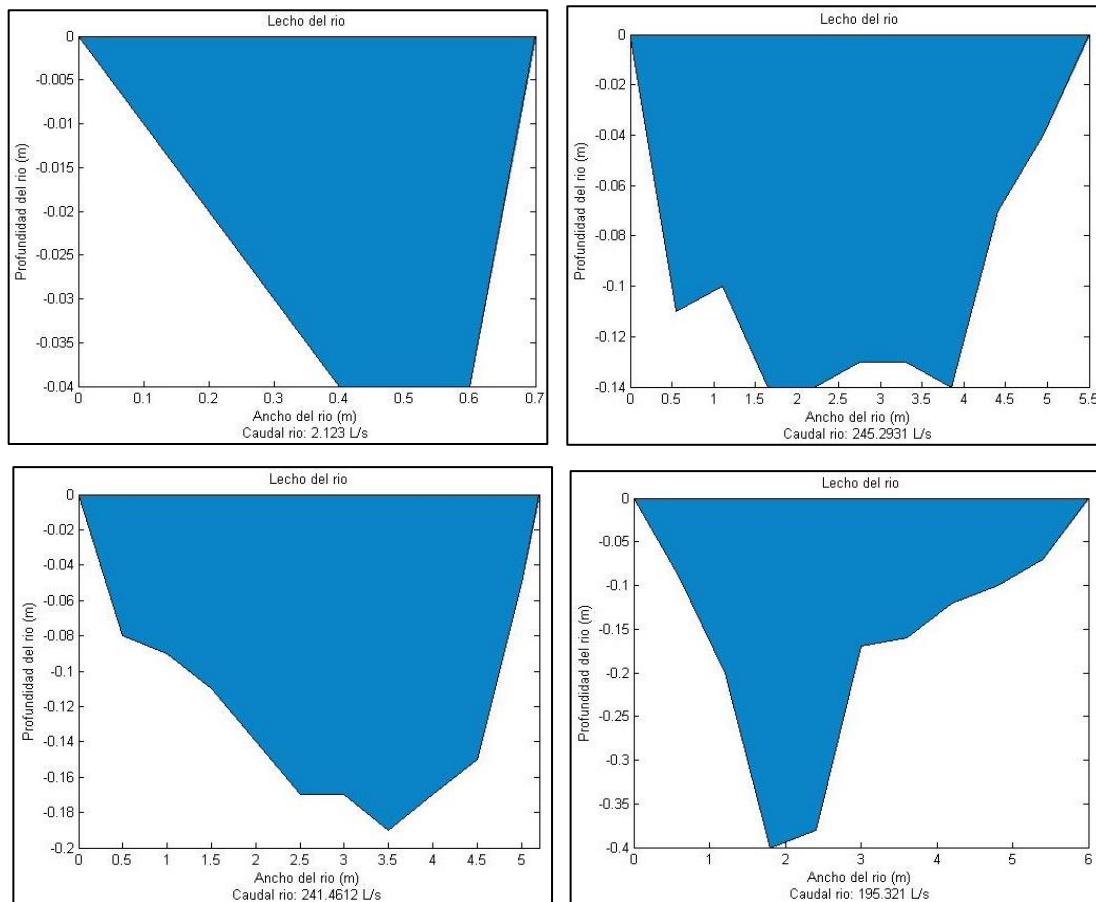 Lecho del rio
0
-0.005
-0.01
-0.015
-0.02
-0.025
-0.03
-0.035
-0.04
Profundidad del rio (m)
0 0.1 0.2 0.3 0.4 0.5 0.6 0.7
Ancho del rio (m)
Caudal rio: 2.123 L/s
Lecho del rio
0
-0.02
-0.04
-0.06
-0.08
-0.1
-0.12
-0.14
Profundidad del rio (m)
0 0.5 1 1.5 2 2.5 3 3.5 4 4.5 5 5.5
Ancho del rio (m)
Caudal rio: 245.2931 L/s
Lecho del rio
0
-0.02
-0.04
-0.06
-0.08
-0.1
-0.12
-0.14
-0.16
-0.18
-0.2
Profundidad del rio (m)
0 0.5 1 1.5 2 2.5 3 3.5 4 4.5 5
Ancho del rio (m)
Caudal rio: 241.4612 L/s
Lecho del rio
0
-0.05
-0.1
-0.15
-0.2
-0.25
-0.3
-0.35
-0.4
Profundidad del rio (m)
0 1 2 3 4 5 6
Ancho del rio (m)
Caudal rio: 195.321 L/s